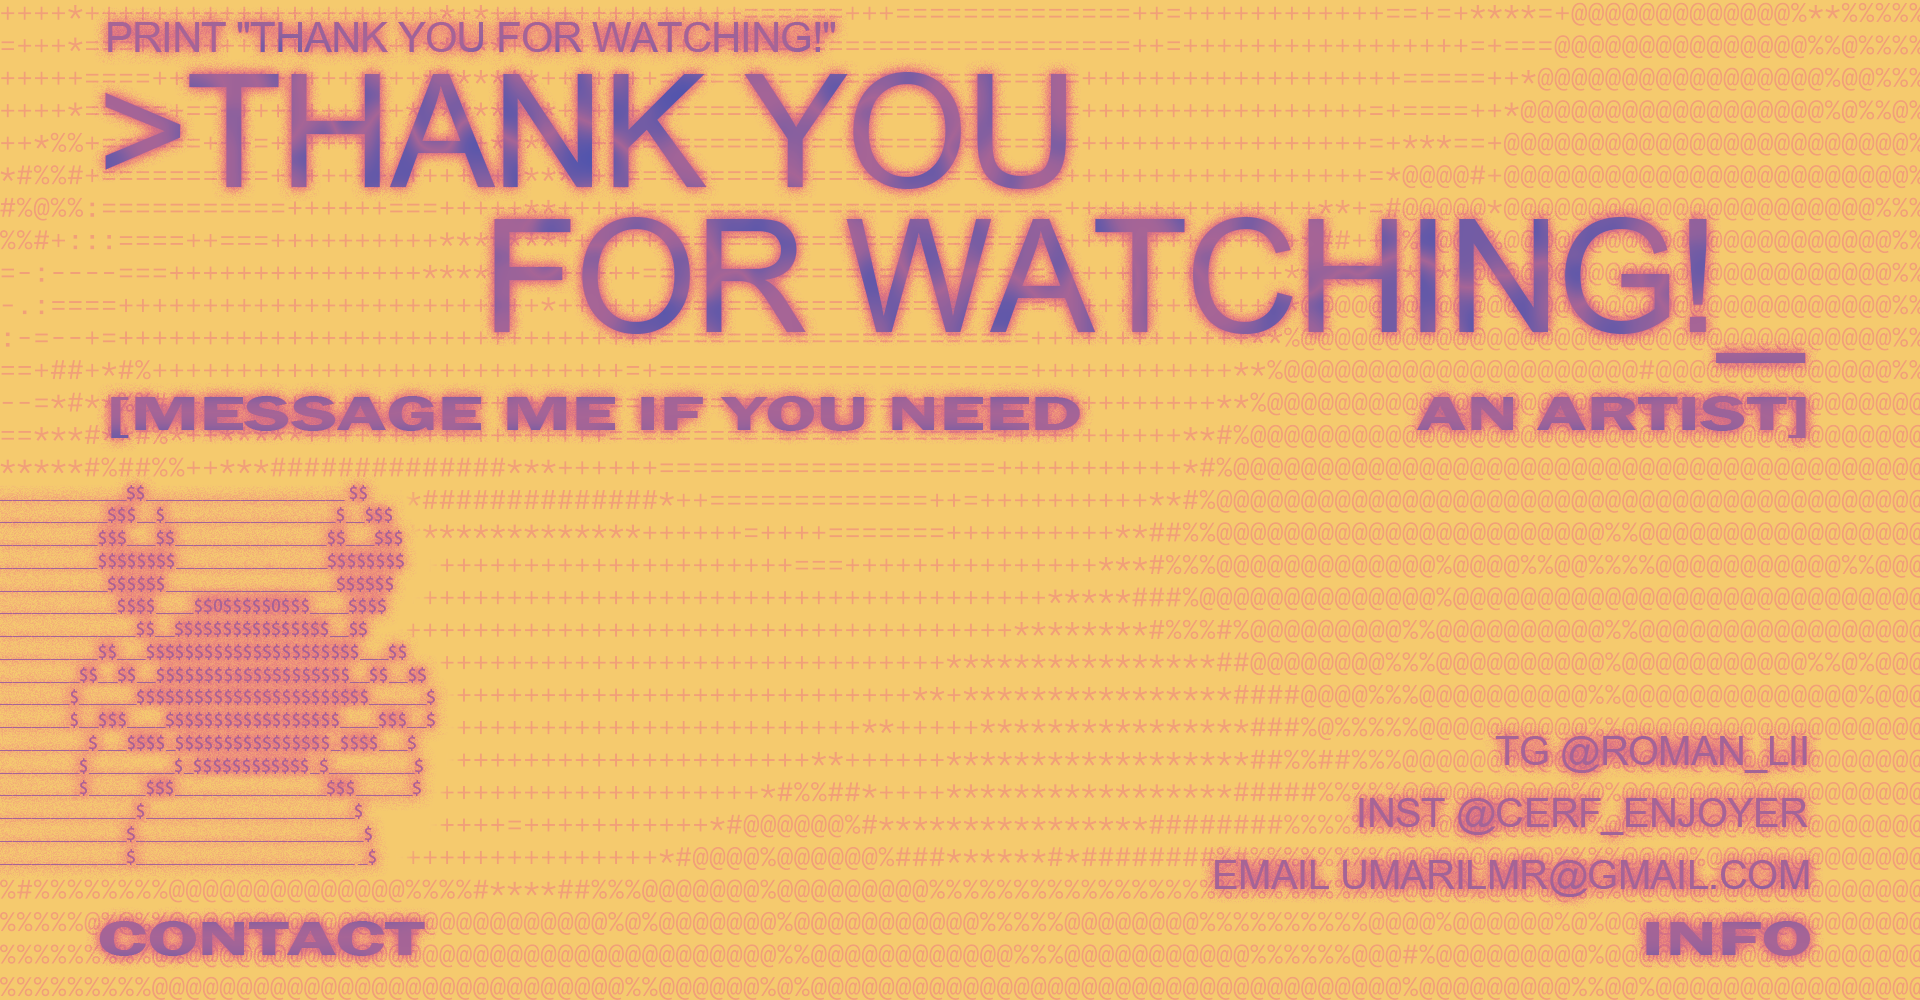 PRINT "THANK YOU FOR WATCHING!"
>THANK YOU
FOR WATCHING!_
[MESSAGE ME IF YOU NEED AN ARTIST]
TG @ROMAN_LII
INST @CERF_ENJOYER
EMAIL UMARILMR@GMAIL.COM
CONTACT INFO